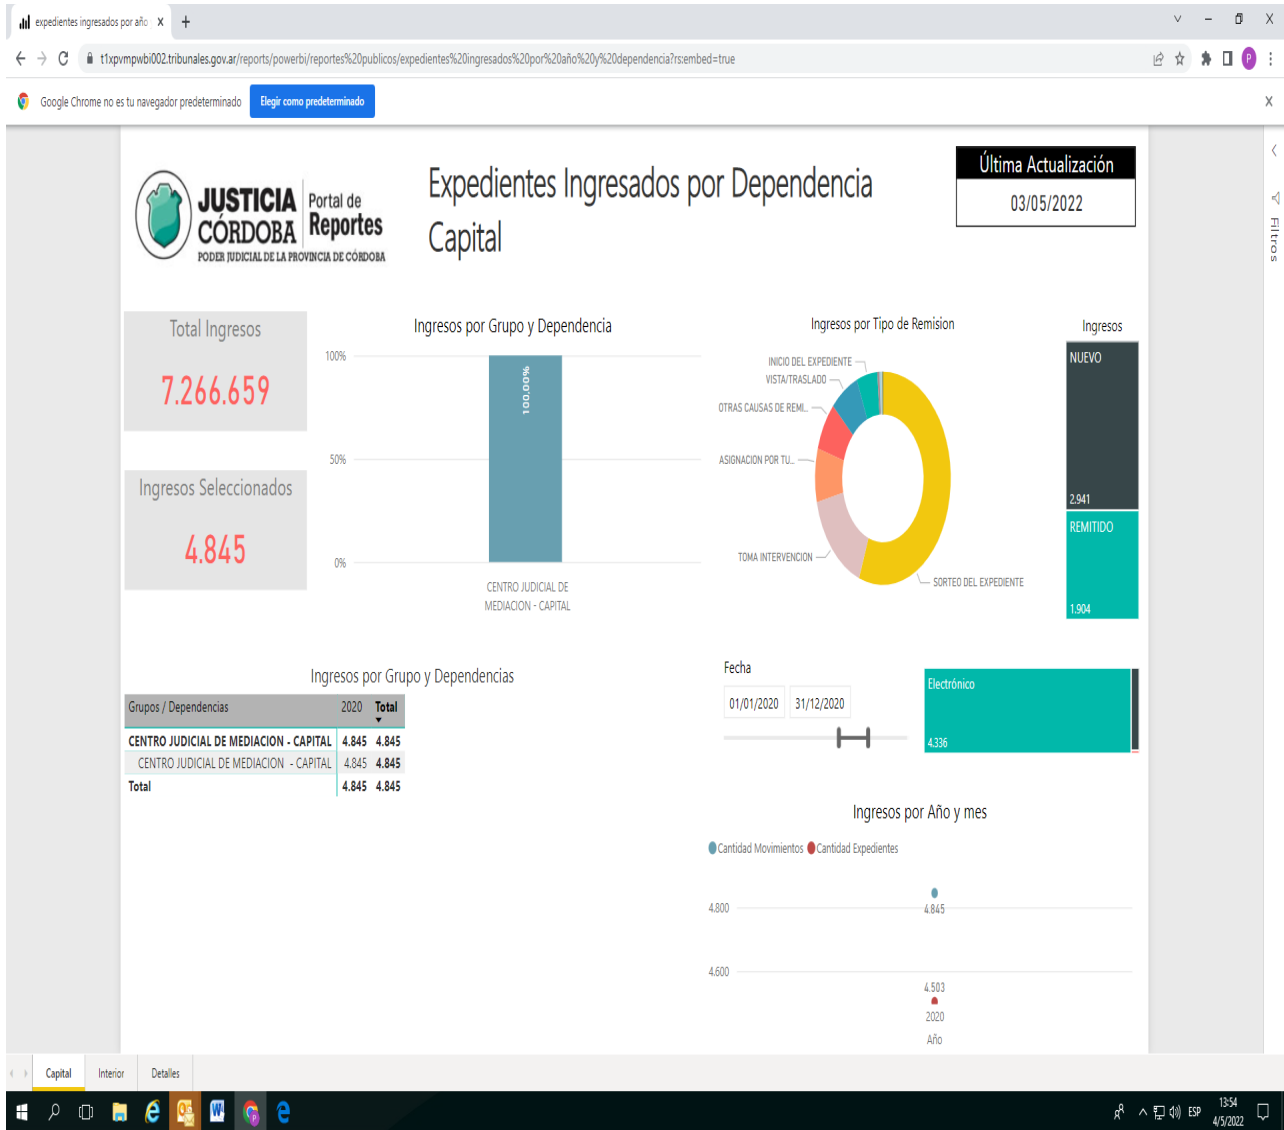 expedientes ingresados por año
t1xpvmpwbi002.tribunales.gov.ar/reports/powerbi/reportes%20publicos/expedientes%20ingresados%20por%20año%20y%20dependencia?rs:embed=true
P
Google Chrome no es tu navegador predeterminado
Elegir como predeterminado
JUSTICIA
CÓRDOBA
Portal de
Reportes
PODER JUDICIAL DE LA PROVINCIA DE CÓRDOBA
Expedientes Ingresados por Dependencia
Capital
Última Actualización
03/05/2022
Filtros
Total Ingresos
7.266.659
Ingresos Seleccionados
4.845
Ingresos por Grupo y Dependencia
100%
50%
0%
100,00%
CENTRO JUDICIAL DE
MEDIACION - CAPITAL
Ingresos por Tipo de Remision
INICIO DEL EXPEDIENTE
VISTA/TRASLADO
OTRAS CAUSAS DE REMI...
ASIGNACION POR TU...
TOMA INTERVENCION
SORTEO DEL EXPEDIENTE
Ingresos
NUEVO
2.941
REMITIDO
1.904
Ingresos por Grupo y Dependencias
Grupos / Dependencias 2020 Total
CENTRO JUDICIAL DE MEDIACION - CAPITAL 4.845 4.845
CENTRO JUDICIAL DE MEDIACION - CAPITAL 4.845 4.845
Total 4.845 4.845
Fecha
01/01/2020 31/12/2020
Electrónico
4.336
Ingresos por Año y mes
Cantidad Movimientos Cantidad Expedientes
4.800
4.845
4.600
4.503
2020
Año
Capital Interior Detalles
ESP
13:54
4/5/2022